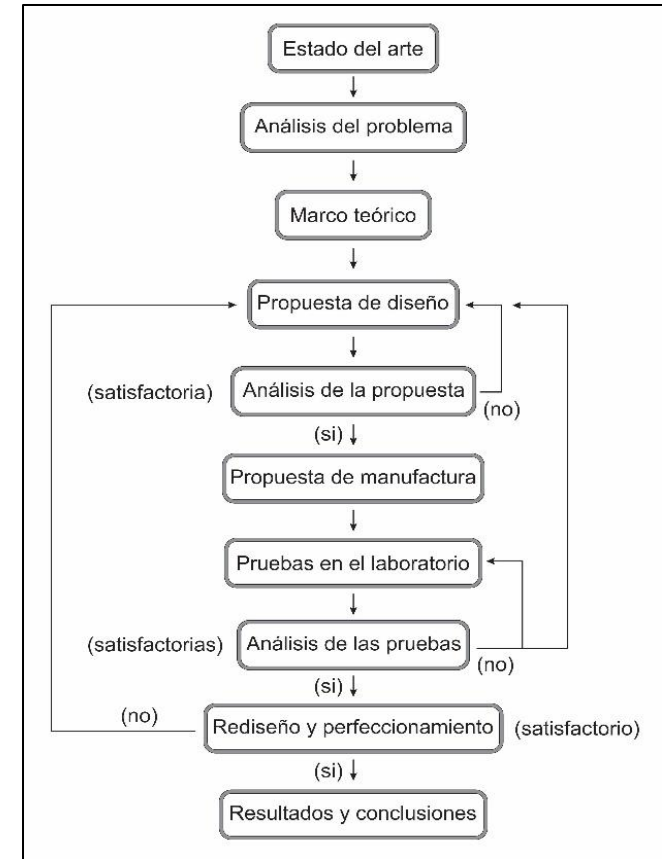 Estado del arte
Análisis del problema
Marco teórico
Propuesta de diseño
(satisfactoria) Análisis de la propuesta
(no)
(si)
Propuesta de manufactura
Pruebas en el laboratorio
(satisfactorias) Análisis de las pruebas
(no)
(si)
(no)
Rediseño y perfeccionamiento (satisfactorio)
(si)
Resultados y conclusiones